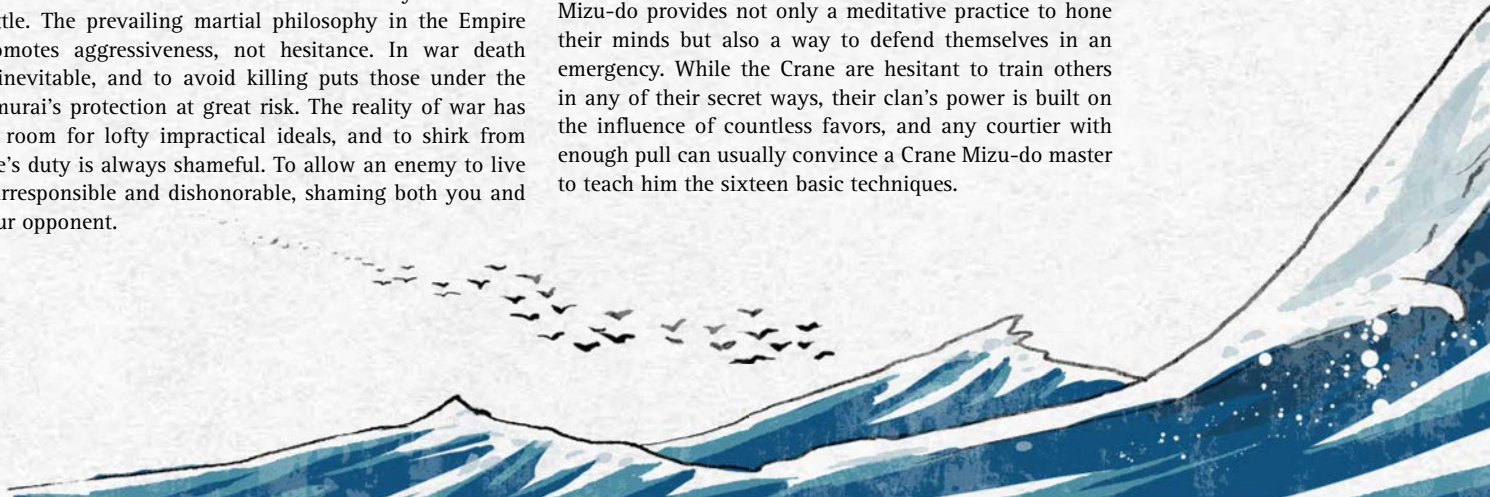 ttle. The prevailing martial philosophy in the Empire
omotes aggressiveness, not hesitance. In war death
inevitable, and to avoid killing puts those under the
murai’s protection at great risk. The reality of war has
room for lofty impractical ideals, and to shirk from
e’s duty is always shameful. To allow an enemy to live
rresponsible and dishonorable, shaming both you and
ur opponent.
Mizu-do provides not only a meditative practice to hone
their minds but also a way to defend themselves in an
emergency. While the Crane are hesitant to train others
in any of their secret ways, their clan’s power is built on
the influence of countless favors, and any courtier with
enough pull can usually convince a Crane Mizu-do master
to teach him the sixteen basic techniques.